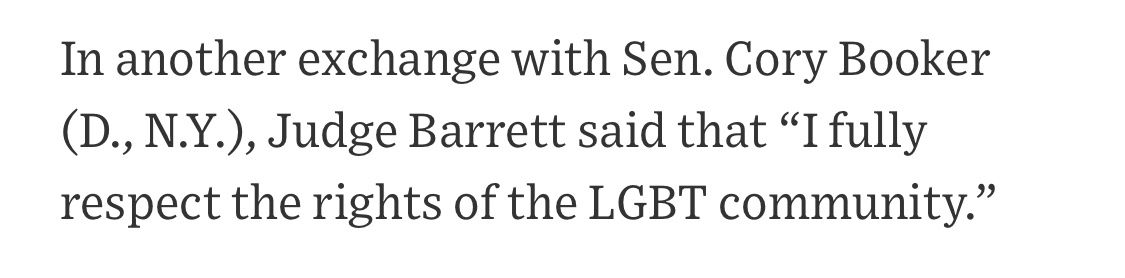 In another exchange with Sen. Cory Booker
(D., N.Y.), Judge Barrett said that “I fully
respect the rights of the LGBT community.”